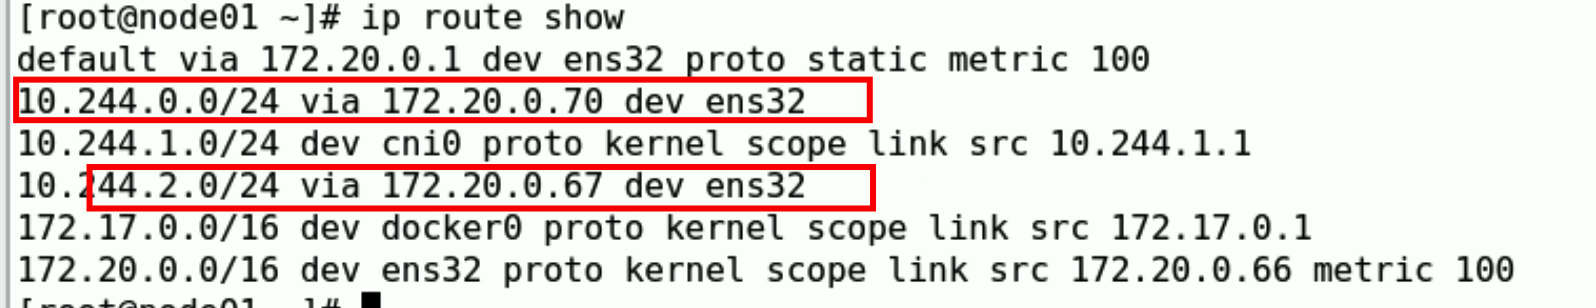 [root@node01 ~]# ip route show
default via 172.20.0.1 dev ens32 proto static metric 100
10.244.0.0/24 via 172.20.0.70 dev ens32
10.244.1.0/24 dev cni0 proto kernel scope link src 10.244.1.1
10.244.2.0/24 via 172.20.0.67 dev ens32
172.17.0.0/16 dev docker0 proto kernel scope link src 172.17.0.1
172.20.0.0/16 dev ens32 proto kernel scope link src 172.20.0.66 metric 100
[root@node01 ~]#